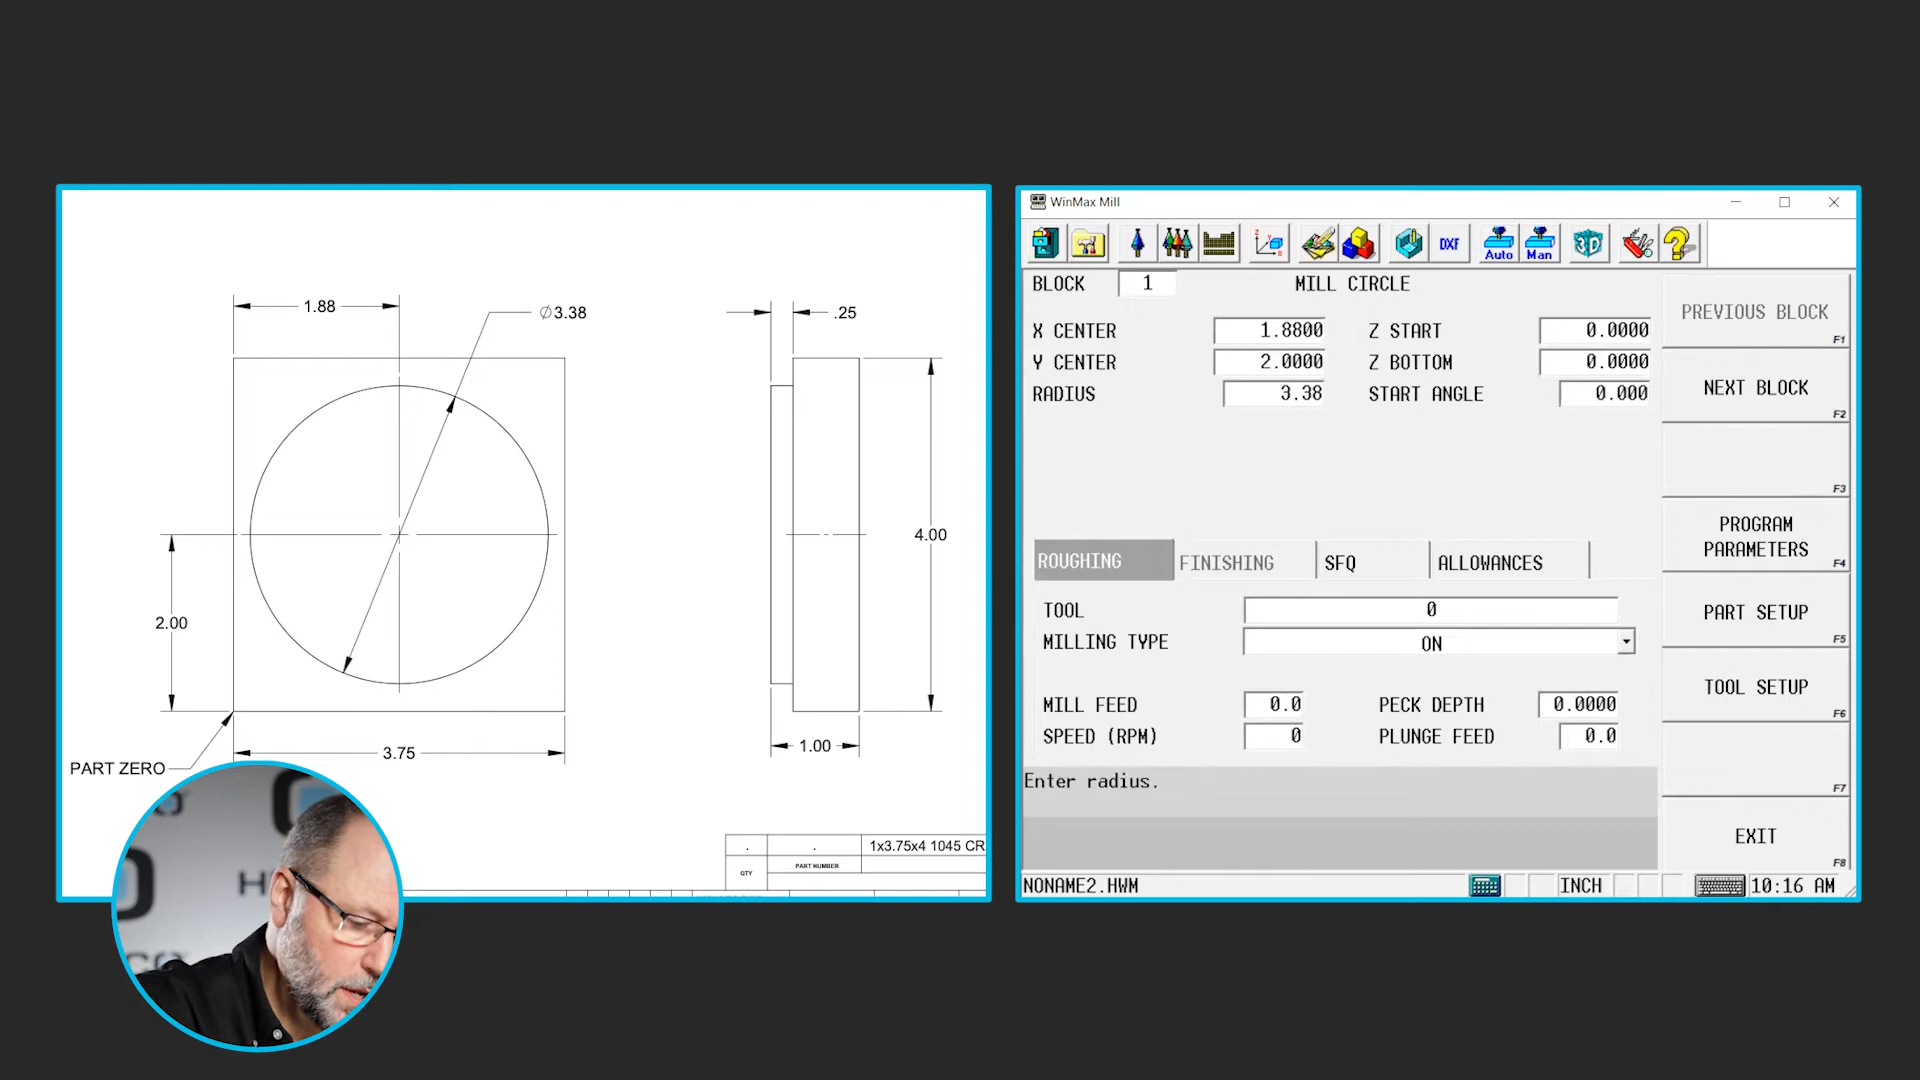 1.88
⌀3.38
.25
4.00
2.00
1.00
3.75
PART ZERO
. . 1x3.75x4 1045 CR
QTY PART NUMBER
WinMax Mill
DXF Auto Man 3D
BLOCK 1 MILL CIRCLE
X CENTER 1.8800 Z START 0.0000
Y CENTER 2.0000 Z BOTTOM 0.0000
RADIUS 3.38 START ANGLE 0.000
ROUGHING FINISHING SFQ ALLOWANCES
TOOL 0
MILLING TYPE ON
MILL FEED 0.0 PECK DEPTH 0.0000
SPEED (RPM) 0 PLUNGE FEED 0.0
Enter radius.
NONAME2.HWM INCH 10:16 AM
PREVIOUS BLOCK
F1
NEXT BLOCK
F2
F3
PROGRAM
PARAMETERS
F4
PART SETUP
F5
TOOL SETUP
F6
F7
EXIT
F8